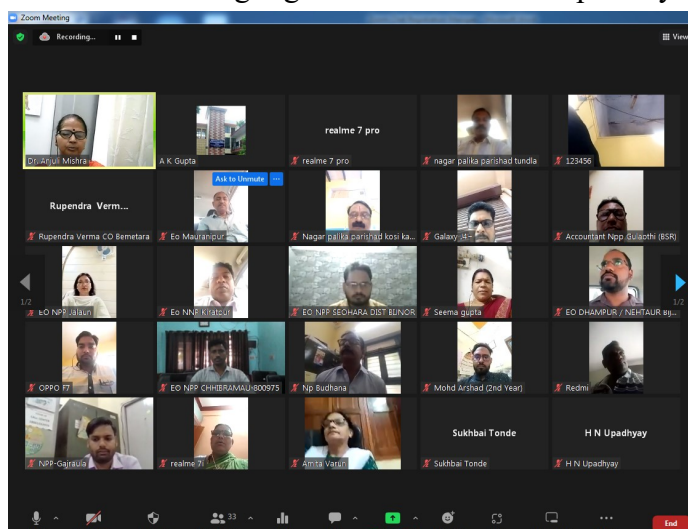 Zoom Meeting
Recording...
View
Dr. Anjuli Mishra
A K Gupta
realme 7 pro
realme 7 pro
nagar palika parishad tundla
123456
Rupendra Verm...
Rupendra Verma CO Bemetara
Ask to Unmute ...
Eo Mauranipur
Nagar palika parishad kosi ka...
Galaxy J4+
Accountant Npp Gulaothi (BSR)
1/2
EO NPP Jalaun
Eo NNP Kiratpur
EO NPP SEOHARA DIST BIJNOR
Seema gupta
EO DHAMPUR / NEHTAUR Bij...
1/2
OPPO F7
EO NPP CHHIBRAMAU-800975
Np Budhana
Mohd Arshad (2nd Year)
Redmi
NPP-Gajraula
realme 7i
Amita Varun
Sukhbai Tonde
Sukhbai Tonde
H N Upadhyay
H N Upadhyay
33
End